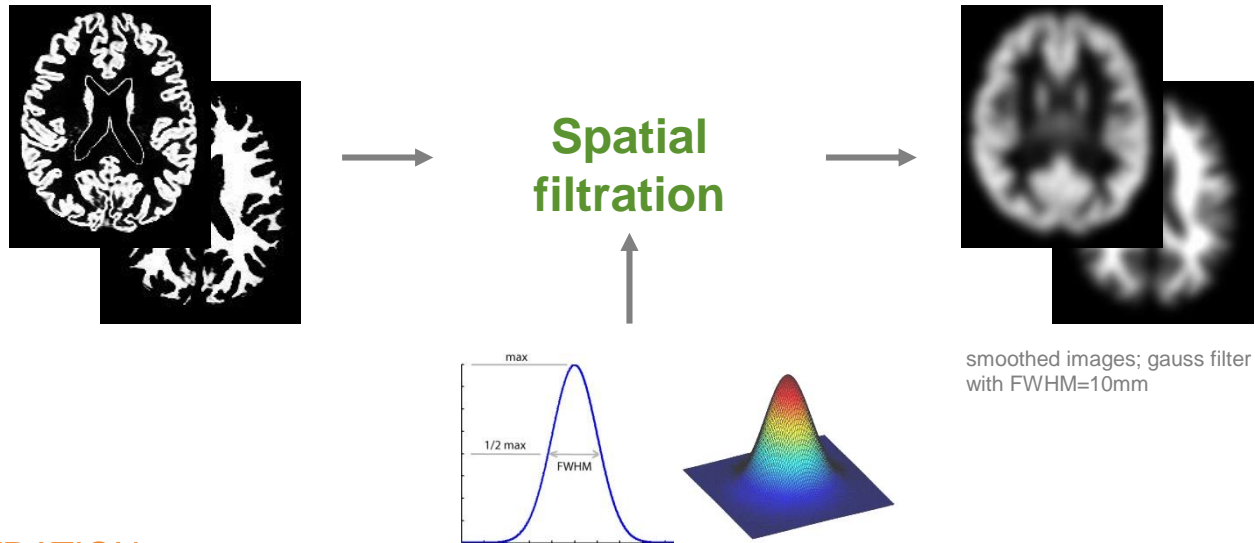 Spatial
filtration
smoothed images; gauss filter
with FWHM=10mm
max
1/2 max
FWHM